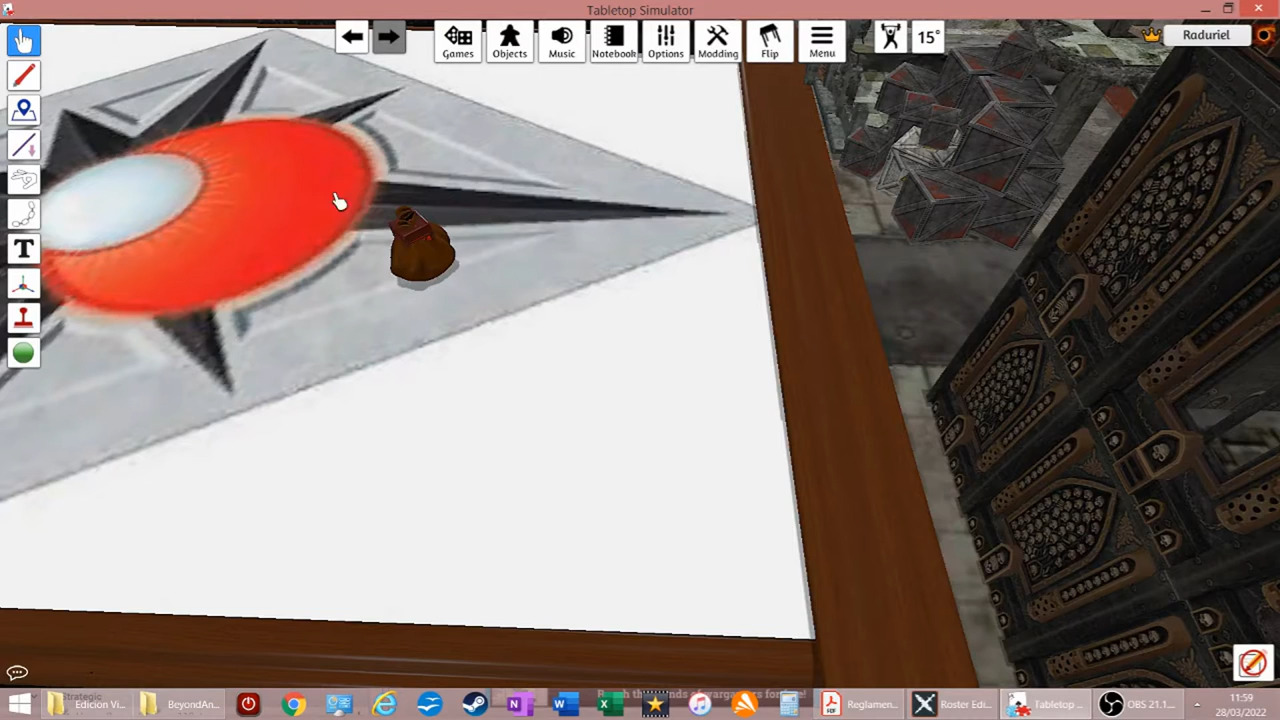 Tabletop Simulator
Games
Objects
Music
Notebook
Options
Modding
Flip
Menu
15°
Raduriel
T
Strategic
Edicion Vi...
BeyondAn...
Reglamen...
Roster Edi...
Tabletop ...
OBS 21.1....
11:59
28/03/2022